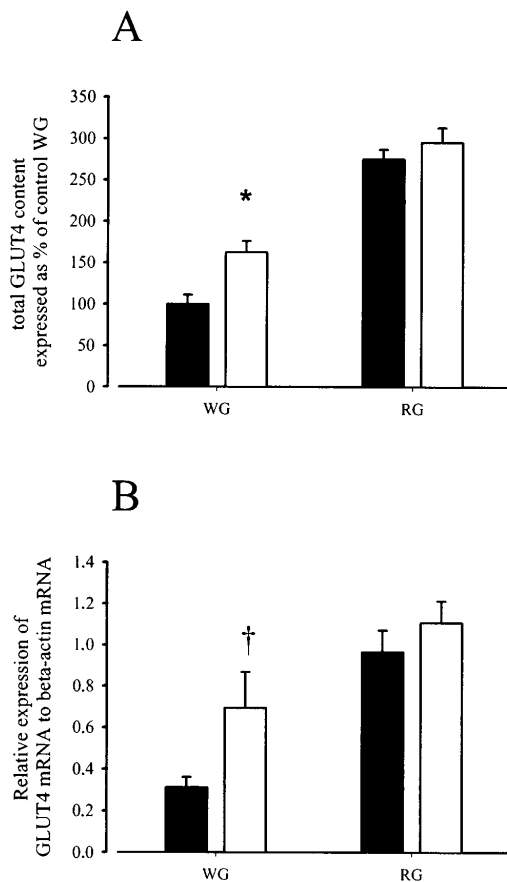 A
total GLUT4 content
expressed as % of control WG
350
300
250
200
150
100
50
0
*
WG
RG
B
Relative expression of
GLUT4 mRNA to beta-actin mRNA
1.4
1.2
1.0
0.8
0.6
0.4
0.2
0.0
†
WG
RG